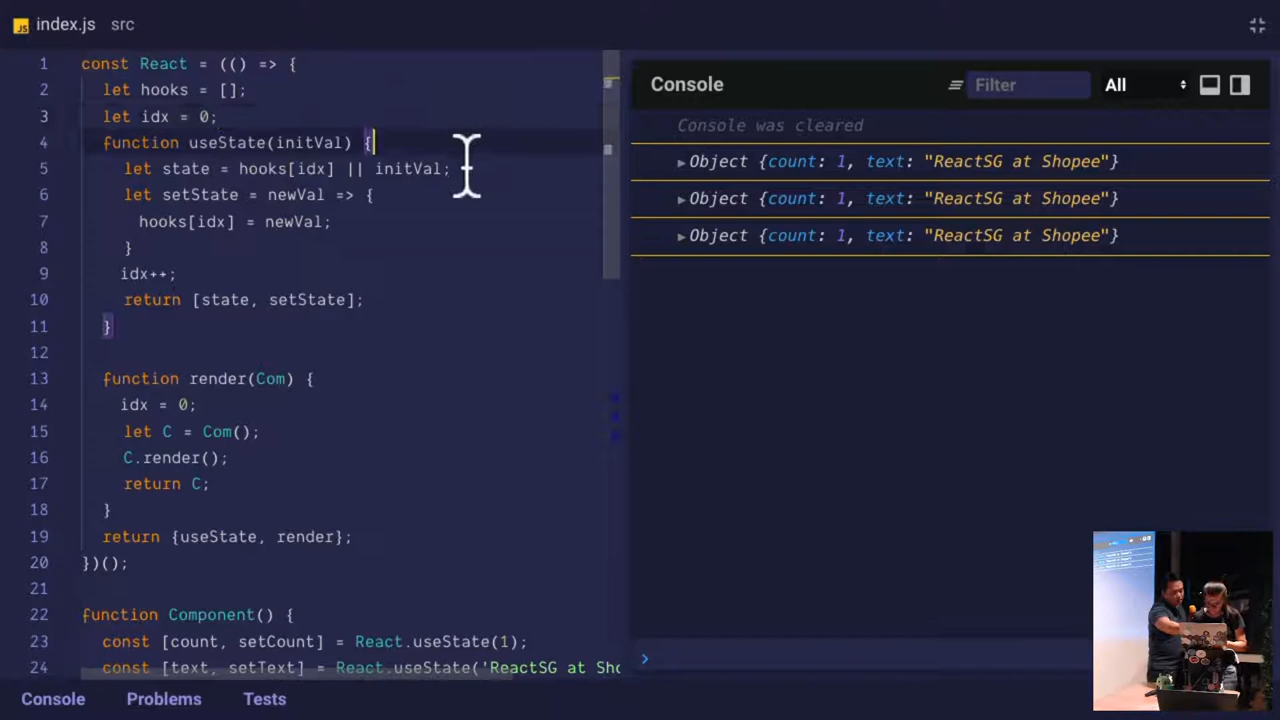 index.js src
1 const React = (() => {
2 let hooks = [];
3 let idx = 0;
4 function useState(initVal) {
5 let state = hooks[idx] || initVal;
6 let setState = newVal => {
7 hooks[idx] = newVal;
8 }
9 idx++;
10 return [state, setState];
11 }
12
13 function render(Com) {
14 idx = 0;
15 let C = Com();
16 C.render();
17 return C;
18 }
19 return {useState, render};
20 })();
21
22 function Component() {
23 const [count, setCount] = React.useState(1);
24 const [text, setText] = React.useState('ReactSG at Sho
Console Filter All
Console was cleared
▶Object {count: 1, text: "ReactSG at Shopee"}
▶Object {count: 1, text: "ReactSG at Shopee"}
▶Object {count: 1, text: "ReactSG at Shopee"}
>
Console Problems Tests